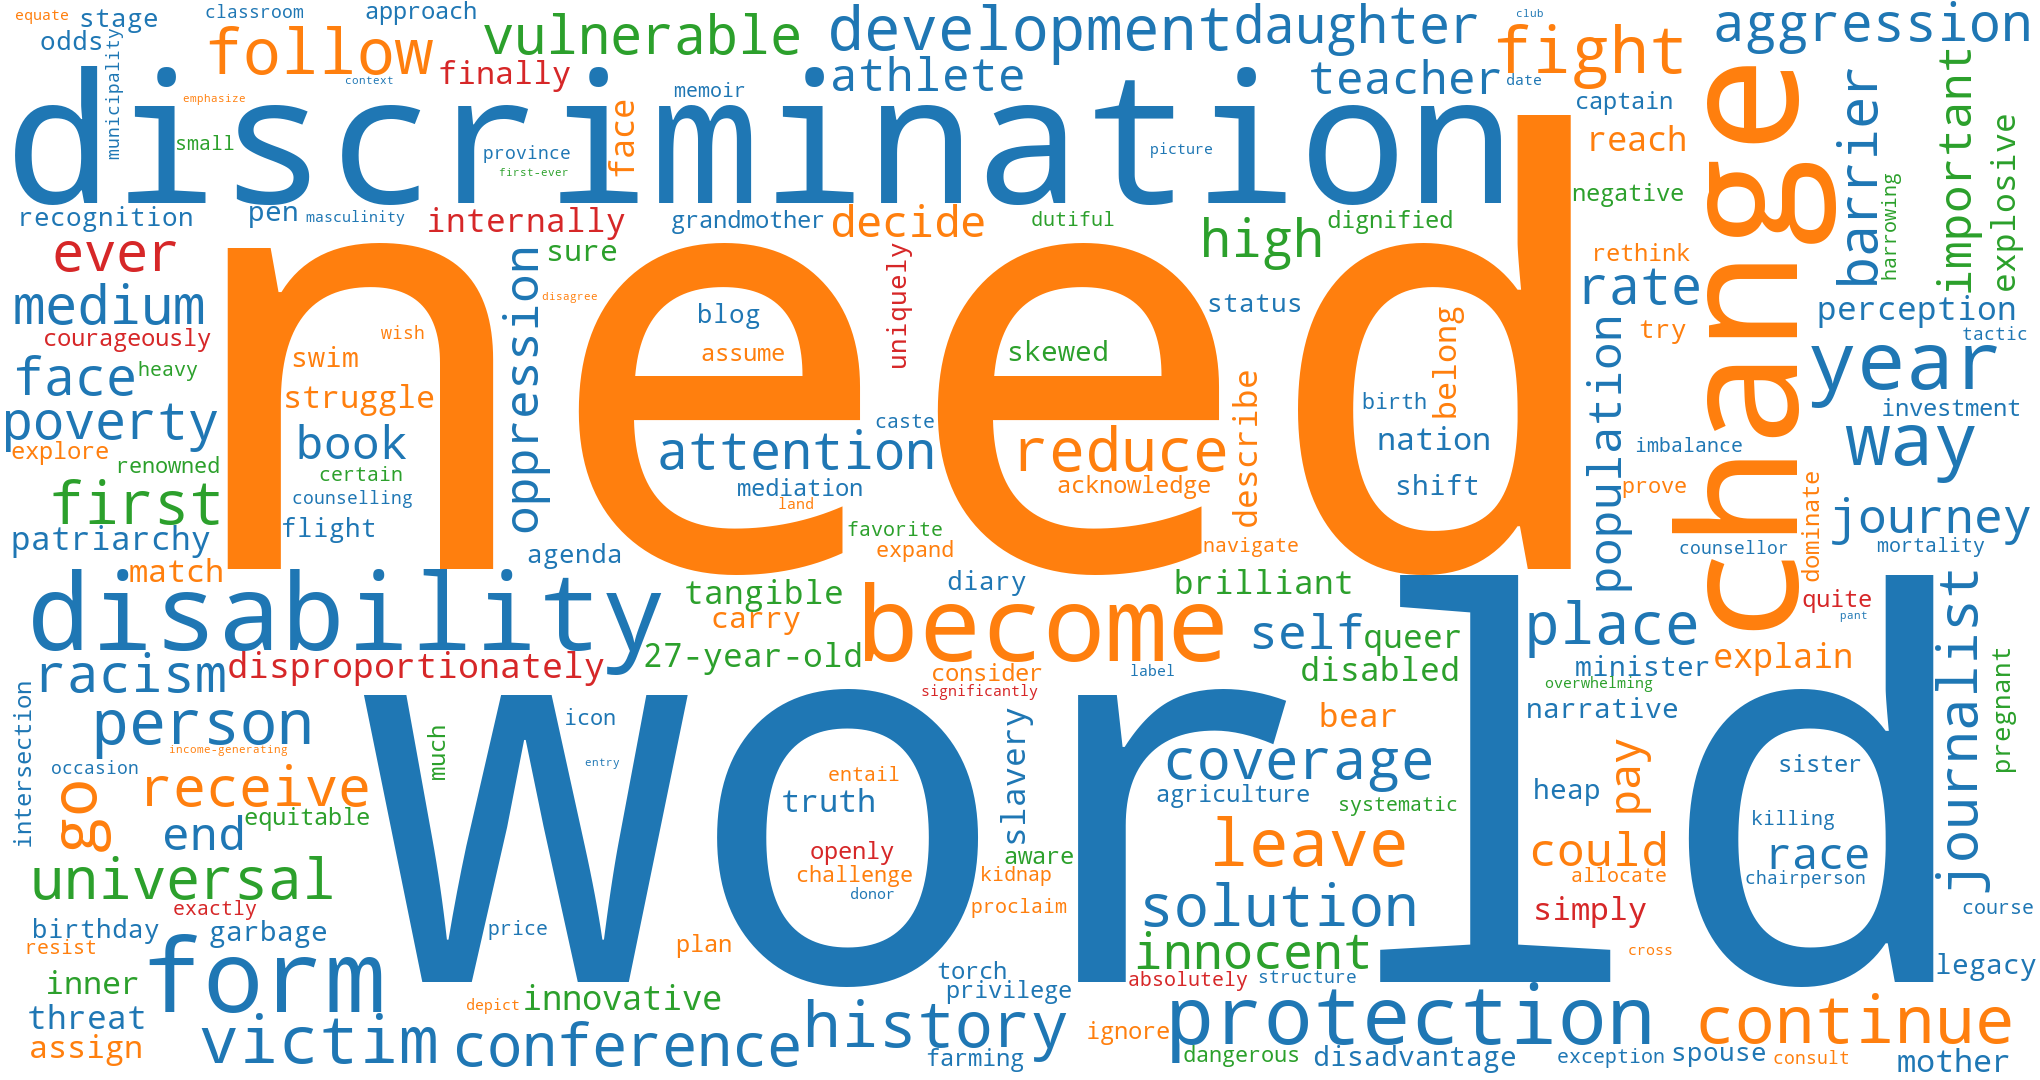 equate
stage
classroom
approach
odds
follow
vulnerable
development
daughter
club
fight
aggression
municipality
finally
context
athlete
teacher
date
emphasize
memoir
captain
discrimination
small
face
province
first-ever
picture
reach
change
barrier
important
explosive
negative
harrowing
recognition
pen
masculinity
internally
grandmother
decide
dutiful
high
dignified
ever
sure
oppression
uniquely
rethink
need
medium
disagree
blog
status
rate
perception
courageously
wish
assume
skewed
belong
try
tactic
face
heavy
swim
struggle
birth
population
year
poverty
book
caste
attention
reduce
describe
nation
imbalance
investment
way
explore
renowned
certain
counselling
mediation
land
acknowledge
shift
prove
dominate
first
flight
favorite
expand
navigate
journey
patriarchy
agenda
counsellor
mortality
match
disability
tangible
diary
brilliant
carry
become
quite
pant
27-year-old
self
queer
place
racism
disproportionately
consider
label
disabled
minister
explain
journalist
significantly
overwhelming
person
icon
bear
narrative
pregnant
intersection
income-generating
much
entry
slavery
world
occasion
receive
entail
coverage
sister
go
truth
agriculture
systematic
heap
pay
equitable
killing
end
openly
aware
leave
could
race
universal
challenge
kidnap
allocate
chairperson
donor
exactly
proclaim
solution
simply
course
birthday
garbage
price
resist
plan
innocent
cross
form
inner
torch
absolutely
structure
legacy
depict
innovative
privilege
threat
victim
conference
history
ignore
protection
continue
assign
farming
dangerous
disadvantage
exception
spouse
consult
mother